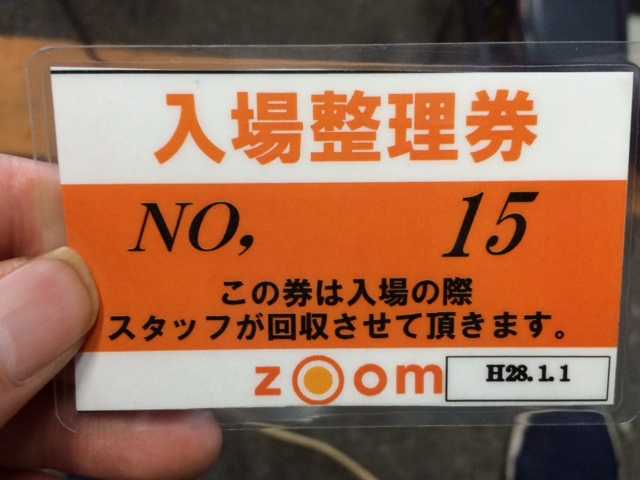 入場整理券
NO, 15
この券は入場の際
スタッフが回収させて頂きます。
zoom
H28.1.1